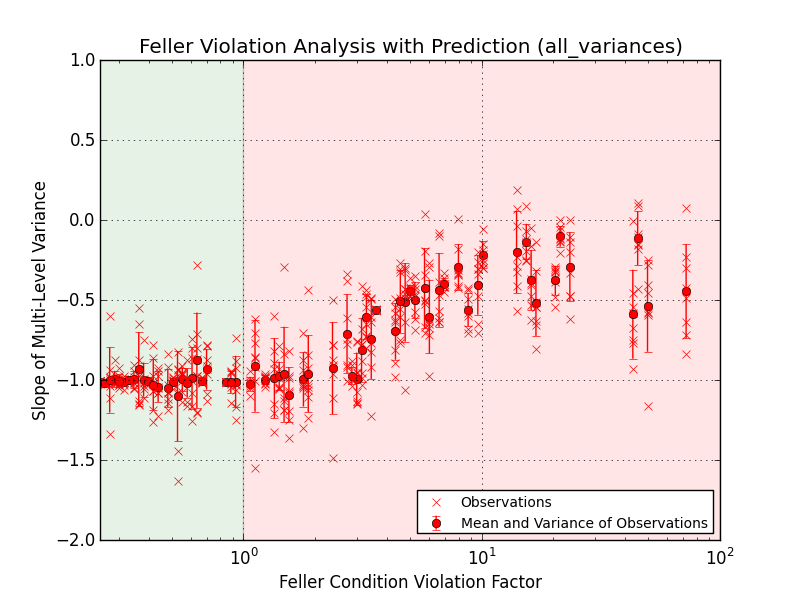 Feller Violation Analysis with Prediction (all_variances)
Slope of Multi-Level Variance
1.0
0.5
0.0
−0.5
−1.0
−1.5
−2.0
Observations
Mean and Variance of Observations
10⁰
10¹
10²
Feller Condition Violation Factor